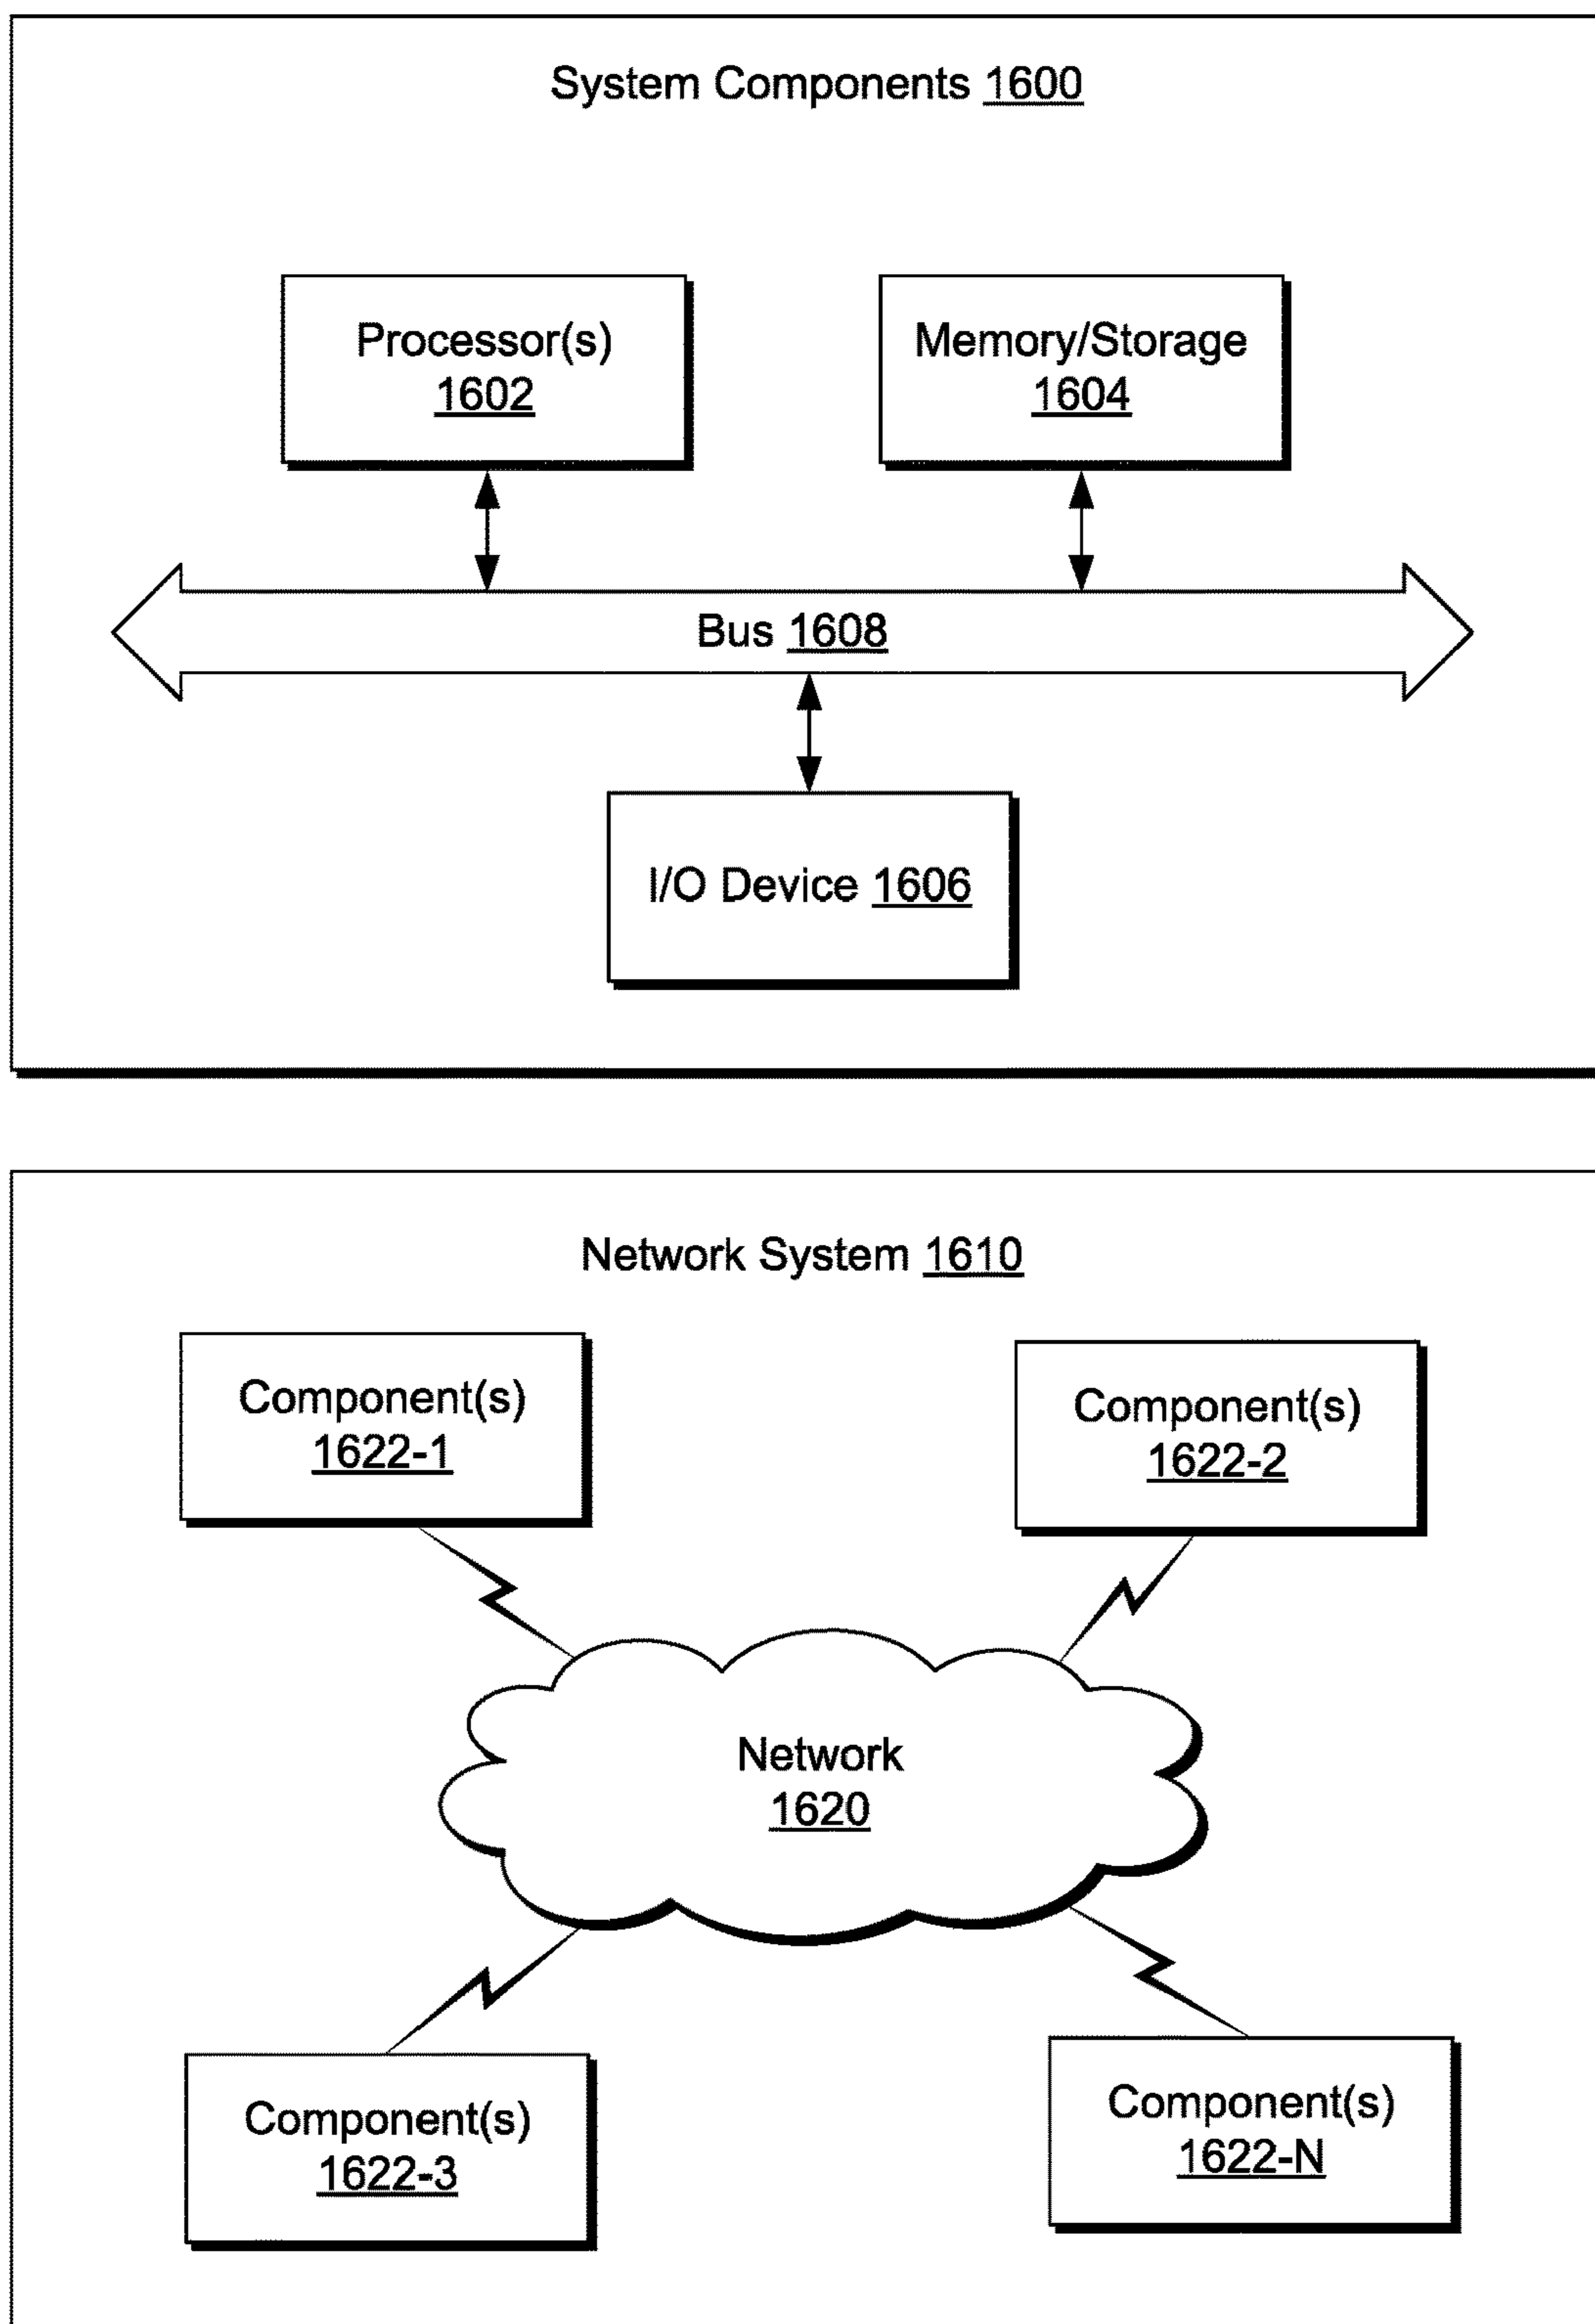 System Components 1600
Processor(s)
1602
Memory/Storage
1604
Bus 1608
I/O Device 1606
Network System 1610
Component(s)
1622-1
Component(s)
1622-2
Network
1620
Component(s)
1622-3
Component(s)
1622-N